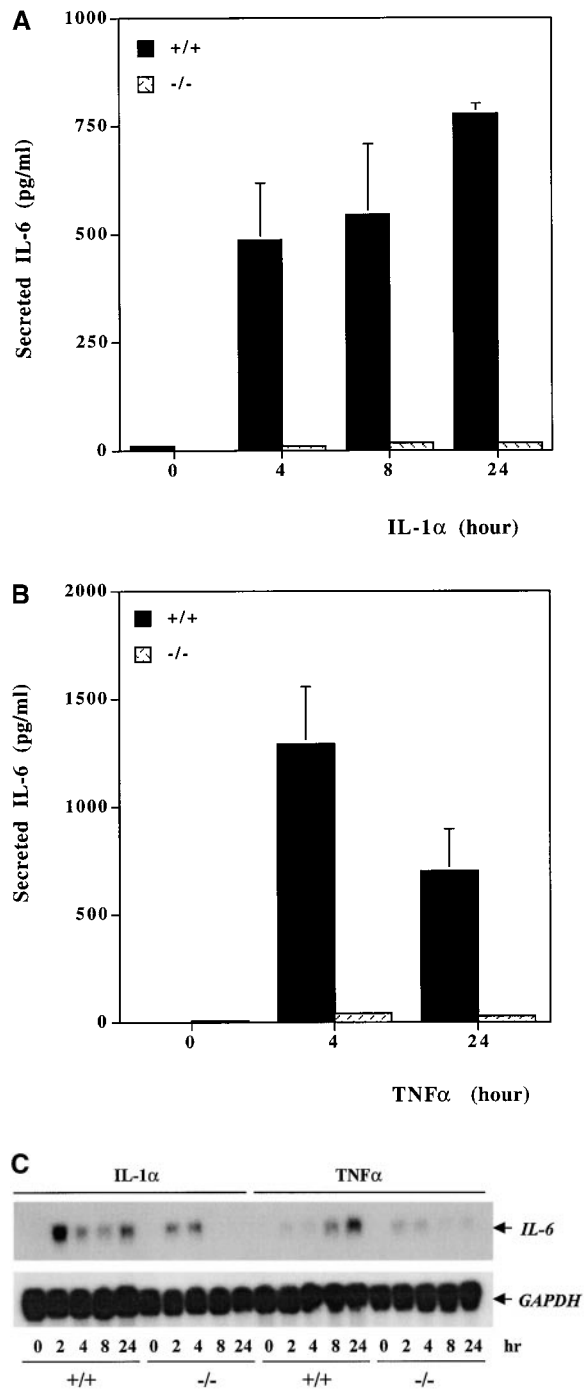 A
1000
750
500
250
0
+/+
-/-
Secreted IL-6 (pg/ml)
0 4 8 24
IL-1α (hour)
B
2000
1500
1000
500
0
+/+
-/-
Secreted IL-6 (pg/ml)
0 4 24
TNFα (hour)
C
IL-1α TNFα
IL-6
GAPDH
0 2 4 8 24 0 2 4 8 24 0 2 4 8 24 0 2 4 8 24 hr
+/+ -/- +/+ -/-